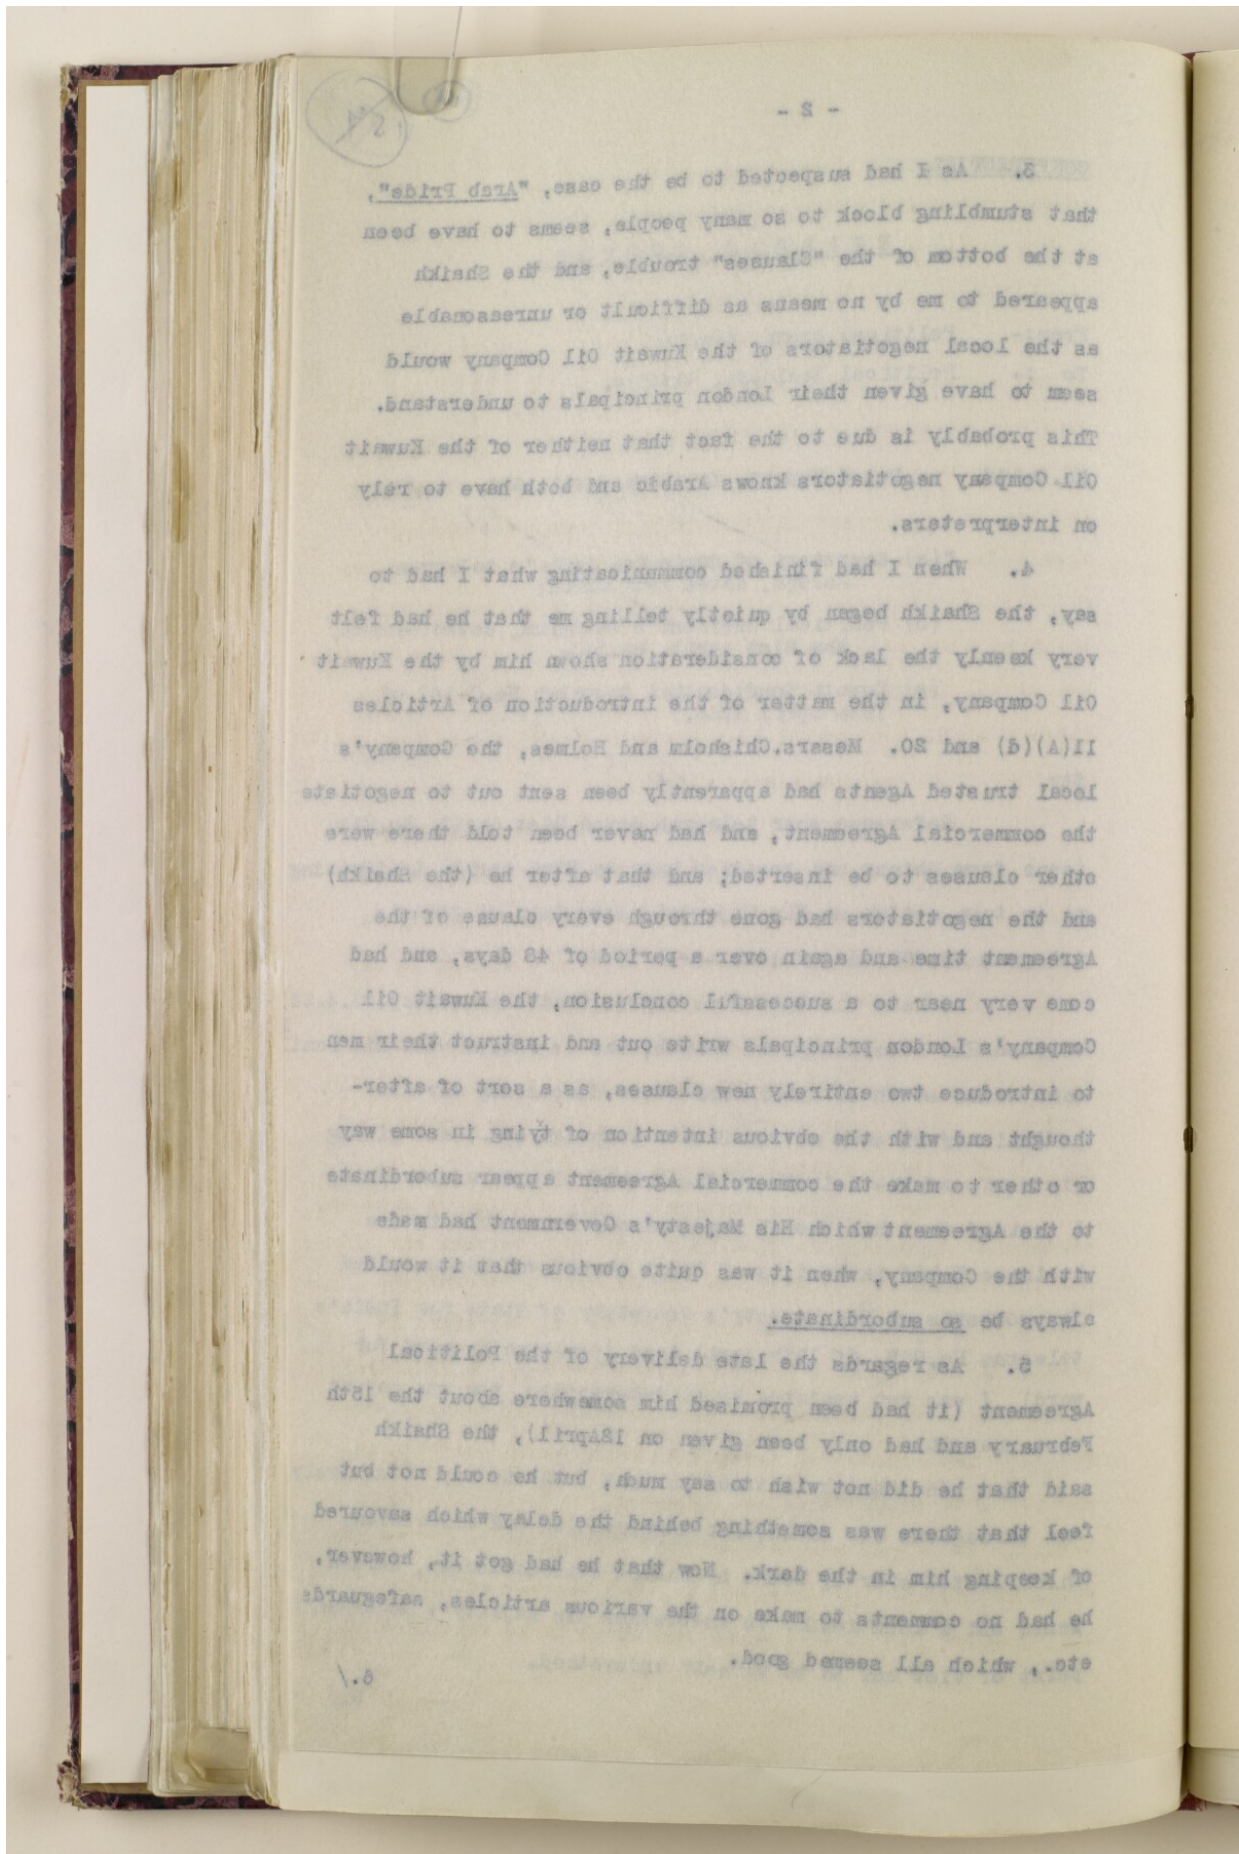 - 2 -
3. As I had suspected to be the case, "Arab Pride",
that stumbling block to so many people, seems to have been
at the bottom of the "Clauses" trouble, and the Shaikh
appeared to me by no means as difficult or unreasonable
as the local negotiators of the Kuwait Oil Company would
seem to have given their London principals to understand.
This probably is due to the fact that neither of the Kuwait
Oil Company negotiators knows Arabic and both have to rely
on interpreters.
4. When I had finished communicating what I had to
say, the Shaikh began by quietly telling me that he had felt
very keenly the lack of consideration shown him by the Kuwait
Oil Company, in the matter of the introduction of Articles
11(A)(d) and 20. Messrs.Chisholm and Holmes, the Company's
local trusted Agents had apparently been sent out to negotiate
the commercial Agreement, and had never been told there were
other clauses to be inserted; and that after he (the Shaikh)
and the negotiators had gone through every clause of the
Agreement time and again over a period of 48 days, and had
come very near to a successful conclusion, the Kuwait Oil
Company's London principals write out and instruct their men
to introduce two entirely new clauses, as a sort of after-
thought and with the obvious intention of tying in some way
or other to make the commercial Agreement appear subordinate
to the Agreement which His Majesty's Government had made
with the Company, when it was quite obvious that it would
always be so subordinate.
5. As regards the late delivery of the Political
Agreement (it had been promised him somewhere about the 15th
February and had only been given on 18April), the Shaikh
said that he did not wish to say much, but he could not but
feel that there was something behind the delay which savoured
of keeping him in the dark. Now that he had got it, however,
he had no comments to make on the various articles, safeguards
etc., which all seemed good.
6./